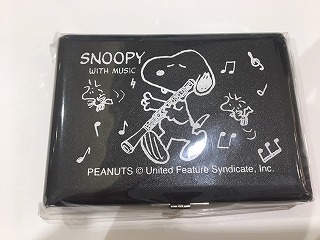 SNOOPY
WITH MUSIC
PEANUTS © United Feature Syndicate, Inc.